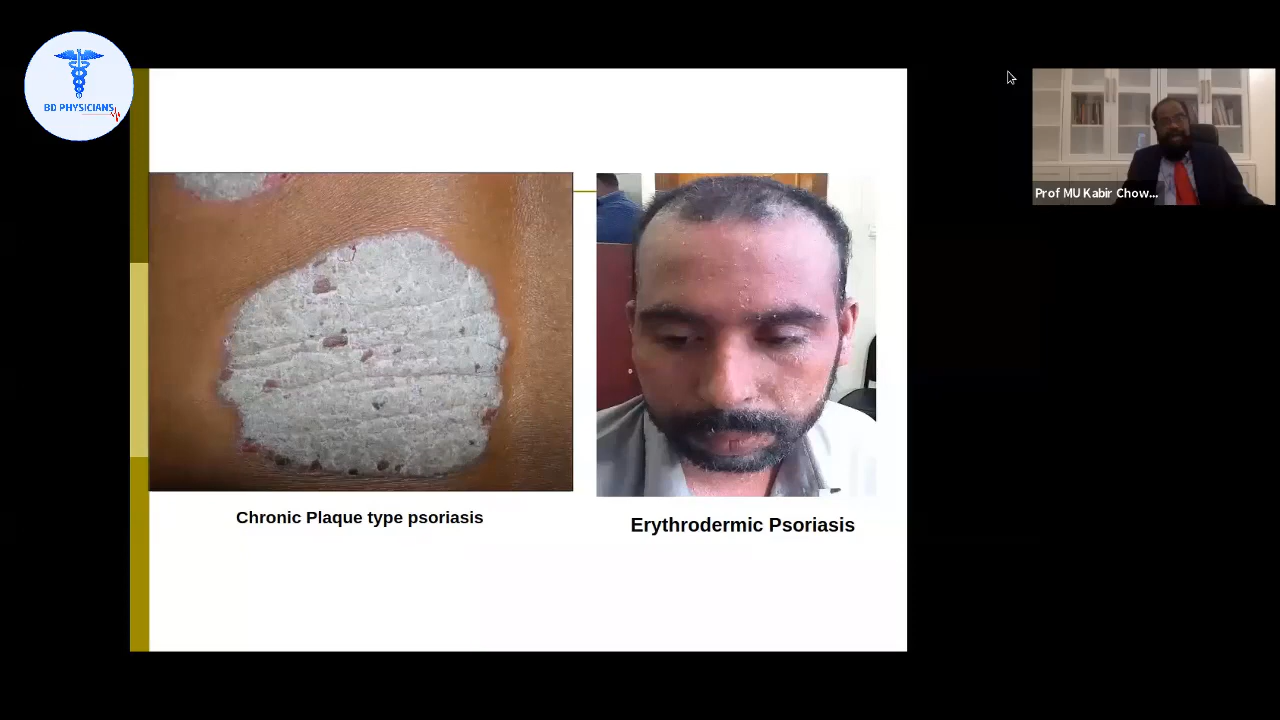 BD PHYSICIANS
Prof MU Kabir Chow...
Chronic Plaque type psoriasis
Erythrodermic Psoriasis